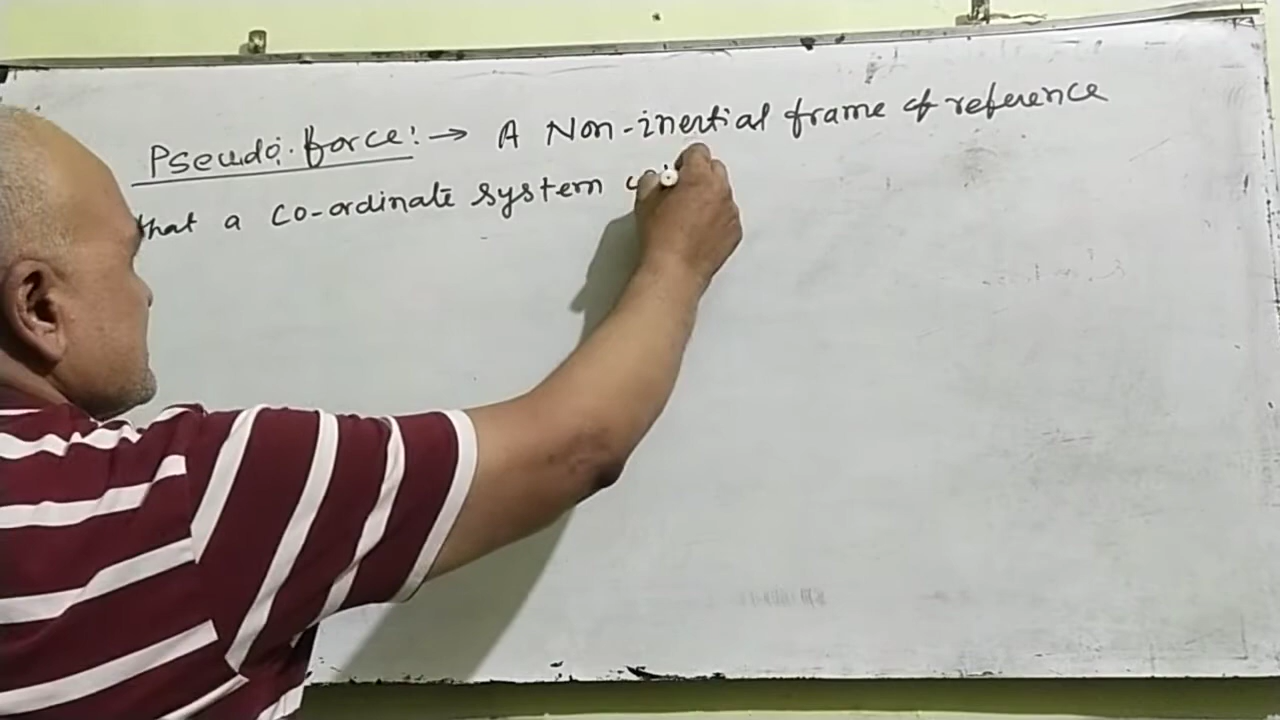 Pseudo. force:→ A Non-inertial frame of reference
that a co-ordinate system